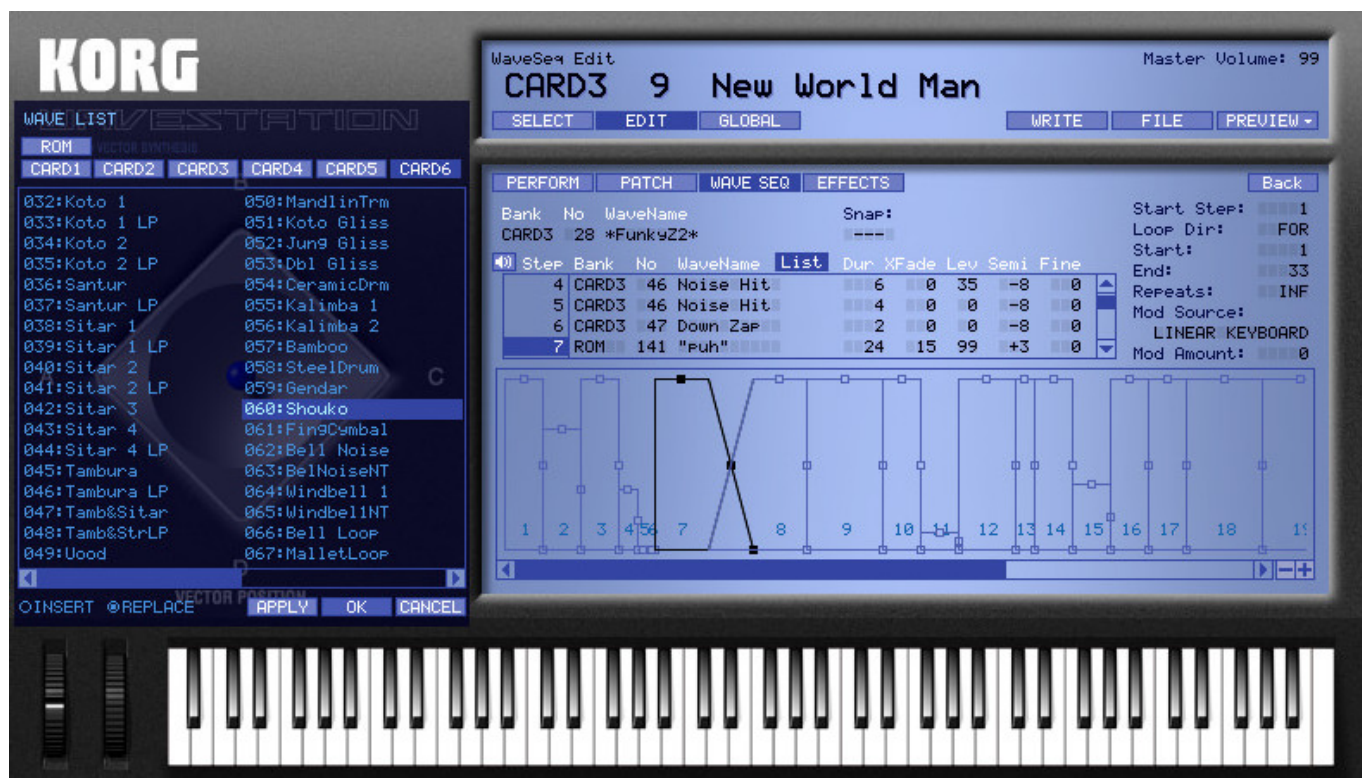 KORG
WAVESTATION
VECTOR SYNTHESIS
WAVE LIST
ROM
CARD1 CARD2 CARD3 CARD4 CARD5 CARD6
032:Koto 1 050:MandlinTrm
033:Koto 1 LP 051:Koto Gliss
034:Koto 2 052:Jung Gliss
035:Koto 2 LP 053:Dbl Gliss
036:Santur 054:CeramicDrm
037:Santur LP 055:Kalimba 1
038:Sitar 1 056:Kalimba 2
039:Sitar 1 LP 057:Bamboo
040:Sitar 2 058:SteelDrum
041:Sitar 2 LP 059:Gendar
042:Sitar 3 060:Shouko
043:Sitar 4 061:FingCymbal
044:Sitar 4 LP 062:Bell Noise
045:Tambura 063:BelNoiseNT
046:Tambura LP 064:Windbell 1
047:Tamb&Sitar 065:WindbellNT
048:Tamb&StrLP 066:Bell Loop
049:Wood 067:MalletLoop
A B C D
VECTOR POSITION
INSERT REPLACE APPLY OK CANCEL
WaveSeq Edit Master Volume: 99
CARD3 9 New World Man
SELECT EDIT GLOBAL WRITE FILE PREVIEW
PERFORM PATCH WAVE SEQ EFFECTS Back
Bank No WaveName Snap:
CARD3 28 *FunkyZ2* ---
Step Bank No WaveName List Dur XFade Lev Semi Fine
4 CARD3 46 Noise Hit 6 0 35 -8 0
5 CARD3 46 Noise Hit 4 0 0 -8 0
6 CARD3 47 Down Zap 2 0 0 -8 0
7 ROM 141 "puh" 24 15 99 +3 0
Start Step: 1
Loop Dir: FOR
Start: 1
End: 33
Repeats: INF
Mod Source:
LINEAR KEYBOARD
Mod Amount: 0
1 2 3 4 5 6 7 8 9 10 11 12 13 14 15 16 17 18